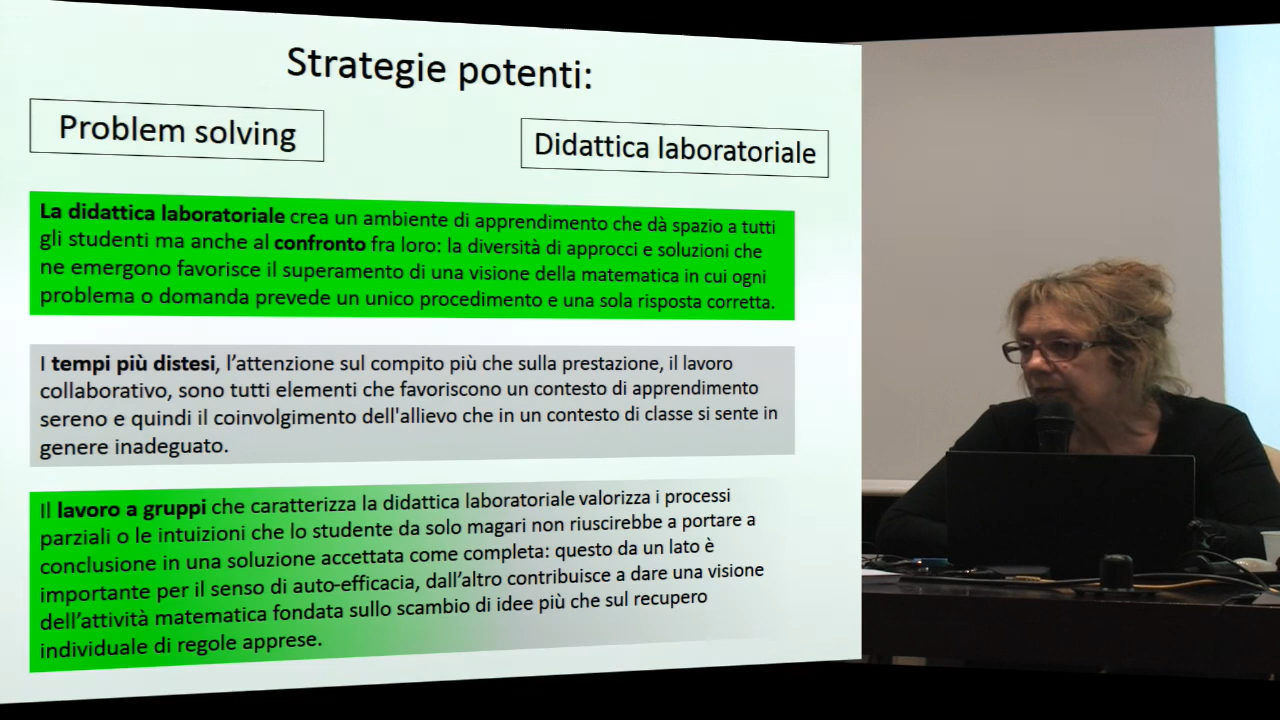 Strategie potenti:
Problem solving
Didattica laboratoriale
La didattica laboratoriale crea un ambiente di apprendimento che dà spazio a tutti
gli studenti ma anche al confronto fra loro: la diversità di approcci e soluzioni che
ne emergono favorisce il superamento di una visione della matematica in cui ogni
problema o domanda prevede un unico procedimento e una sola risposta corretta.
I tempi più distesi, l’attenzione sul compito più che sulla prestazione, il lavoro
collaborativo, sono tutti elementi che favoriscono un contesto di apprendimento
sereno e quindi il coinvolgimento dell'allievo che in un contesto di classe si sente in
genere inadeguato.
Il lavoro a gruppi che caratterizza la didattica laboratoriale valorizza i processi
parziali o le intuizioni che lo studente da solo magari non riuscirebbe a portare a
conclusione in una soluzione accettata come completa: questo da un lato è
importante per il senso di auto-efficacia, dall’altro contribuisce a dare una visione
dell’attività matematica fondata sullo scambio di idee più che sul recupero
individuale di regole apprese.